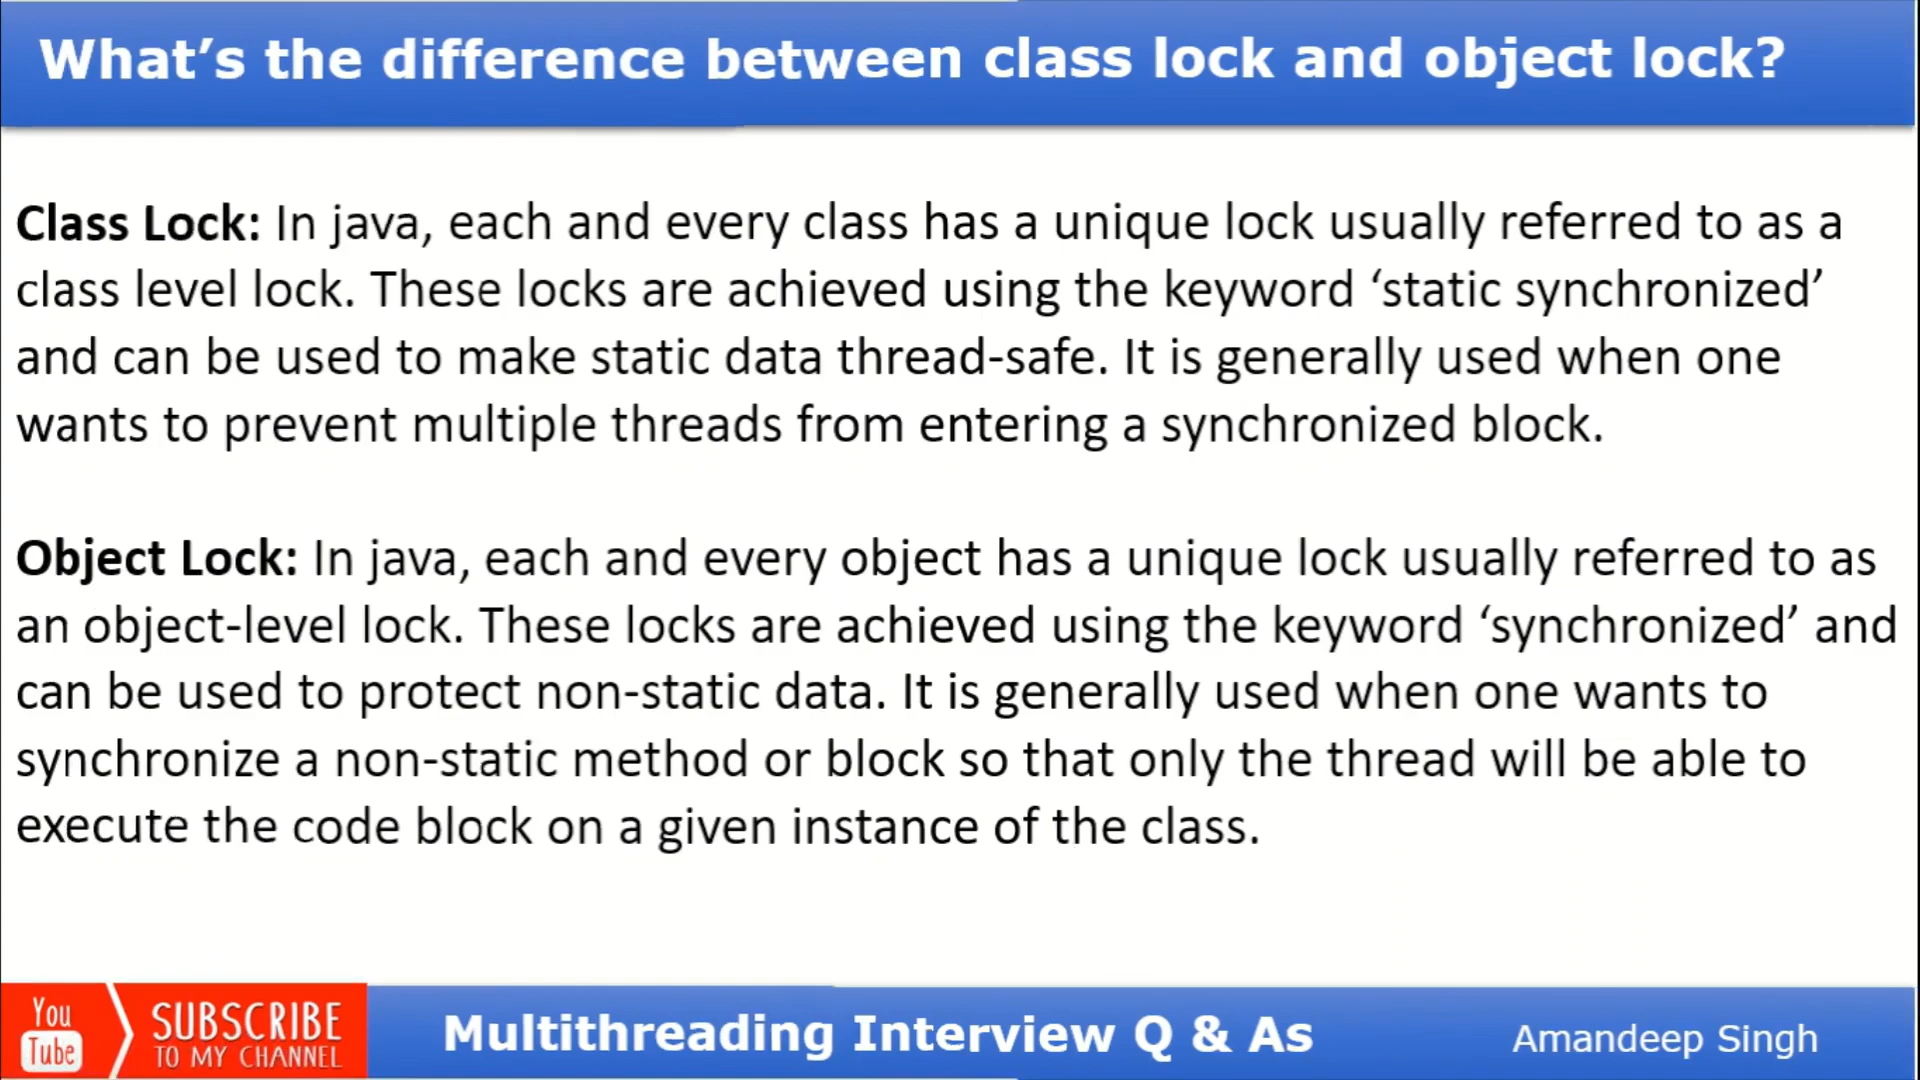 What’s the difference between class lock and object lock?
Class Lock: In java, each and every class has a unique lock usually referred to as a
class level lock. These locks are achieved using the keyword ‘static synchronized’
and can be used to make static data thread-safe. It is generally used when one
wants to prevent multiple threads from entering a synchronized block.
Object Lock: In java, each and every object has a unique lock usually referred to as
an object-level lock. These locks are achieved using the keyword ‘synchronized’ and
can be used to protect non-static data. It is generally used when one wants to
synchronize a non-static method or block so that only the thread will be able to
execute the code block on a given instance of the class.
You
Tube
SUBSCRIBE
TO MY CHANNEL
Multithreading Interview Q & As
Amandeep Singh